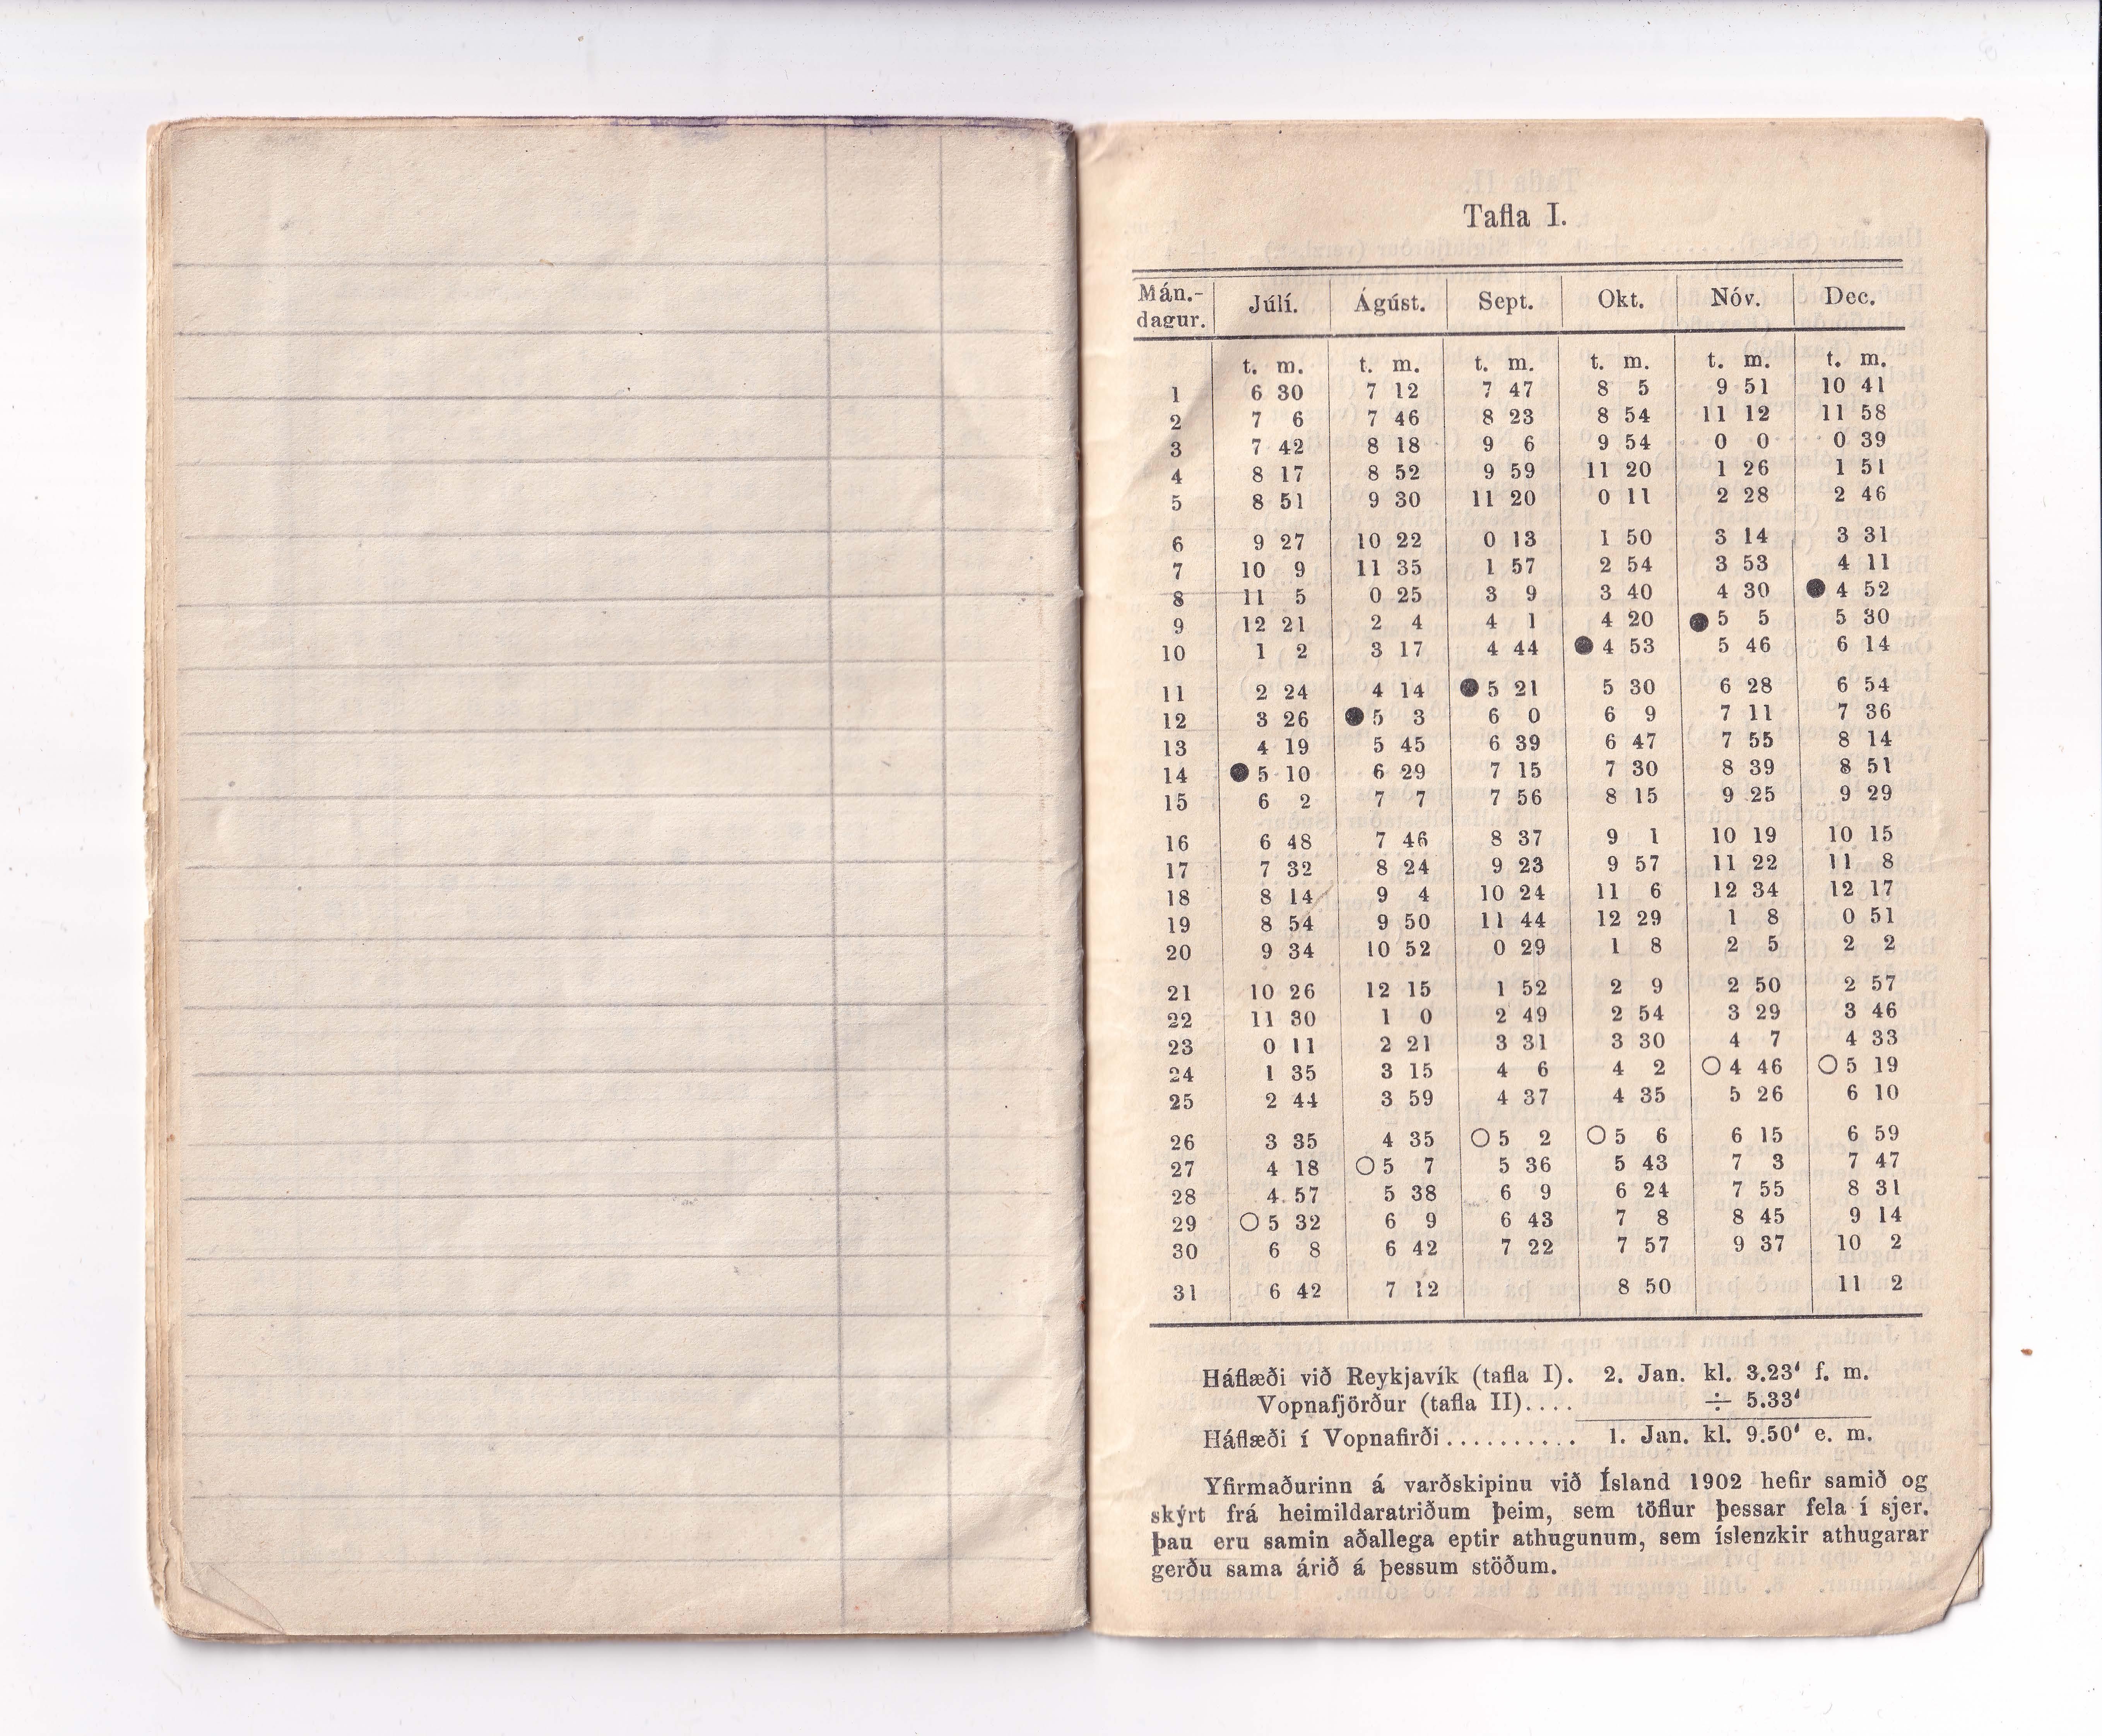 Tafla I.
Mán.- dagur. Júlí. Ágúst. Sept. Okt. Nóv. Dec.
t. m. t. m. t. m. t. m. t. m. t. m.
1 6 30 7 12 7 47 8 5 9 51 10 41
2 7 6 7 46 8 23 8 54 11 12 11 58
3 7 42 8 18 9 6 9 54 0 0 0 39
4 8 17 8 52 9 59 11 20 1 26 1 51
5 8 51 9 30 11 20 0 11 2 28 2 46
6 9 27 10 22 0 13 1 50 3 14 3 31
7 10 9 11 35 1 57 2 54 3 53 4 11
8 11 5 0 25 3 9 3 40 4 30 ● 4 52
9 12 21 2 4 4 1 4 20 ● 5 5 5 30
10 1 2 3 17 4 44 ● 4 53 5 46 6 14
11 2 24 4 14 ● 5 21 5 30 6 28 6 54
12 3 26 ● 5 3 6 0 6 9 7 11 7 36
13 4 19 5 45 6 39 6 47 7 55 8 14
14 ● 5 10 6 29 7 15 7 30 8 39 8 51
15 6 2 7 7 7 56 8 15 9 25 9 29
16 6 48 7 46 8 37 9 1 10 19 10 15
17 7 32 8 24 9 23 9 57 11 22 11 8
18 8 14 9 4 10 24 11 6 12 34 12 17
19 8 54 9 50 11 44 12 29 1 8 0 51
20 9 34 10 52 0 29 1 8 2 5 2 2
21 10 26 12 15 1 52 2 9 2 50 2 57
22 11 30 1 0 2 49 2 54 3 29 3 46
23 0 11 2 21 3 31 3 30 4 7 4 33
24 1 35 3 15 4 6 4 2 ○ 4 46 ○ 5 19
25 2 44 3 59 4 37 4 35 5 26 6 10
26 3 35 4 35 ○ 5 2 ○ 5 6 6 15 6 59
27 4 18 ○ 5 7 5 36 5 43 7 3 7 47
28 4 57 5 38 6 9 6 24 7 55 8 31
29 ○ 5 32 6 9 6 43 7 8 8 45 9 14
30 6 8 6 42 7 22 7 57 9 37 10 2
31 6 42 7 12 8 50 11 2
Háflæði við Reykjavík (tafla I). 2. Jan. kl. 3.23′ f. m.
Vopnafjörður (tafla II).... ÷ 5.33′
Háflæði í Vopnafirði.......... 1. Jan. kl. 9.50′ e. m.
Yfirmaðurinn á varðskipinu við Ísland 1902 hefir samið og
skýrt frá heimildaratriðum þeim, sem töflur þessar fela í sjer.
þau eru samin aðallega eptir athugunum, sem íslenzkir athugarar
gerðu sama árið á þessum stöðum.